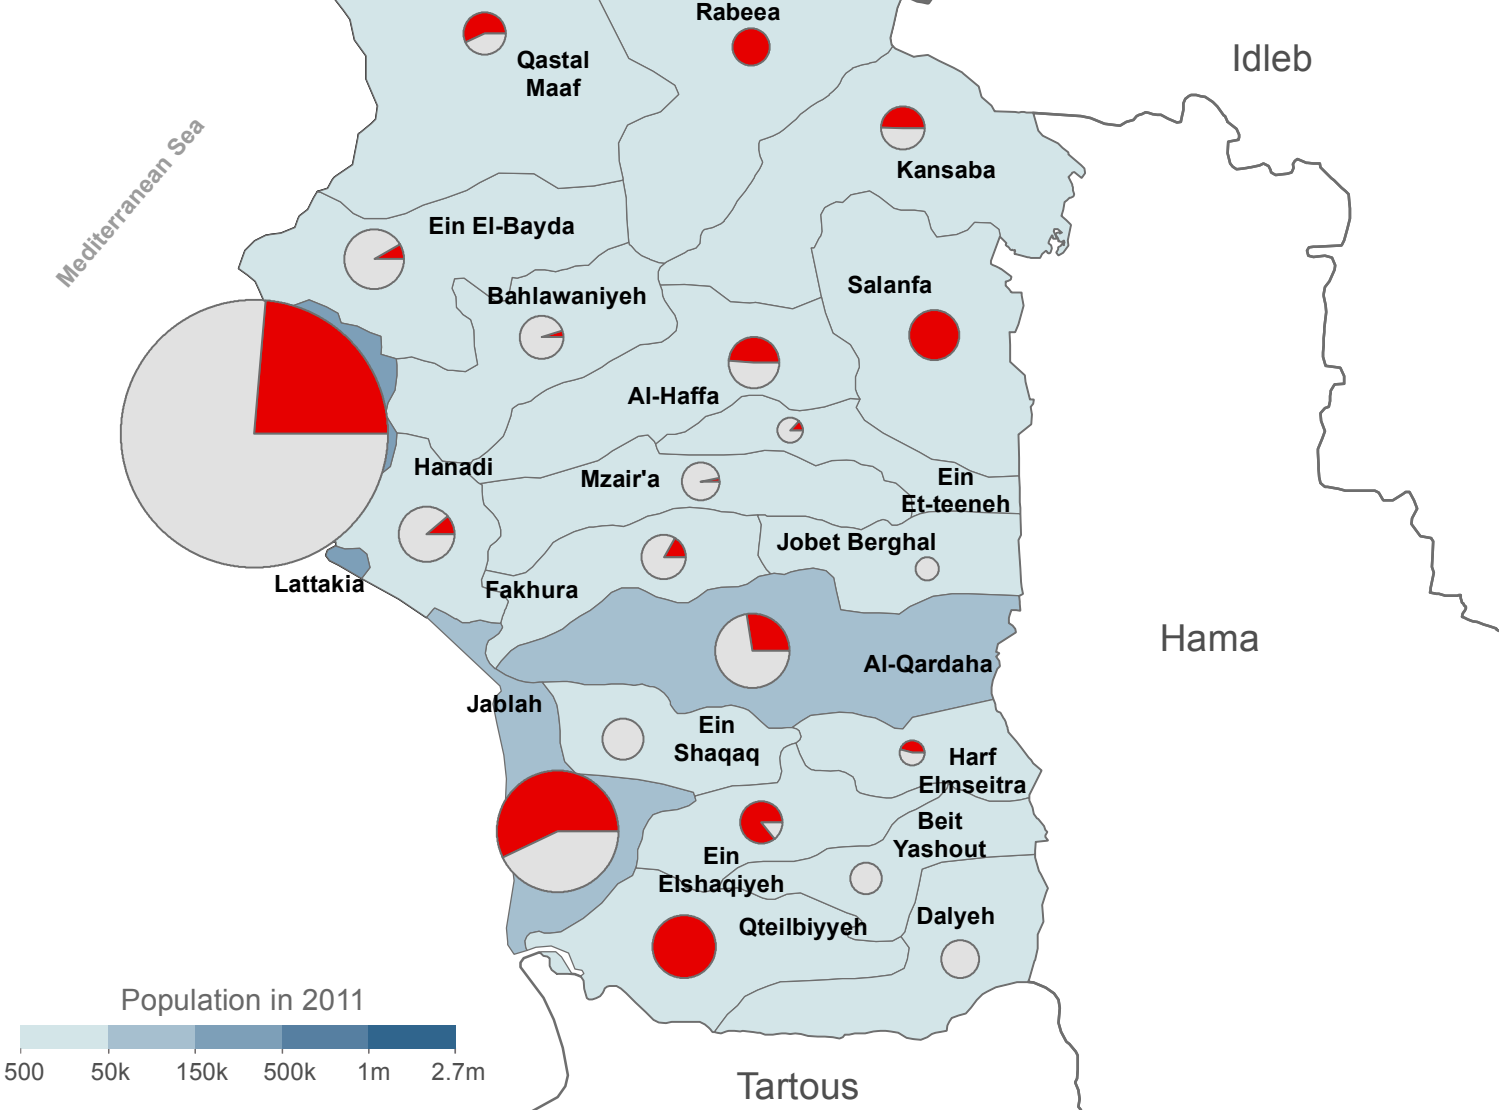 Rabeea
Idleb
Qastal
Maaf
Mediterranean Sea
Kansaba
Ein El-Bayda
Salanfa
Bahlawaniyeh
Al-Haffa
Hanadi
Mzair'a
Ein
Et-teeneh
Jobet Berghal
Lattakia
Fakhura
Hama
Al-Qardaha
Jablah
Ein
Shaqaq
Harf
Elmseitra
Beit
Yashout
Ein
Elshaqiyeh
Dalyeh
Qteilbiyyeh
Population in 2011
500 50k 150k 500k 1m 2.7m
Tartous